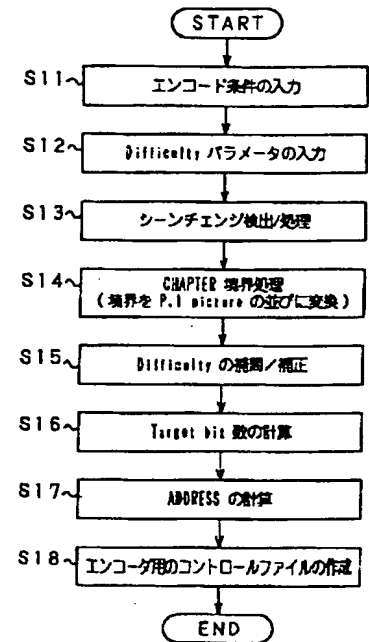 START
S11
エンコード条件の入力
S12
Difficulty パラメータの入力
S13
シーンチェンジ検出/処理
S14
CHAPTER 境界処理
(境界を P.I picture の並びに変換)
S15
Difficulty の補間/補正
S16
Target bit 数の計算
S17
ADDRESS の計算
S18
エンコーダ用のコントロールファイルの作成
END